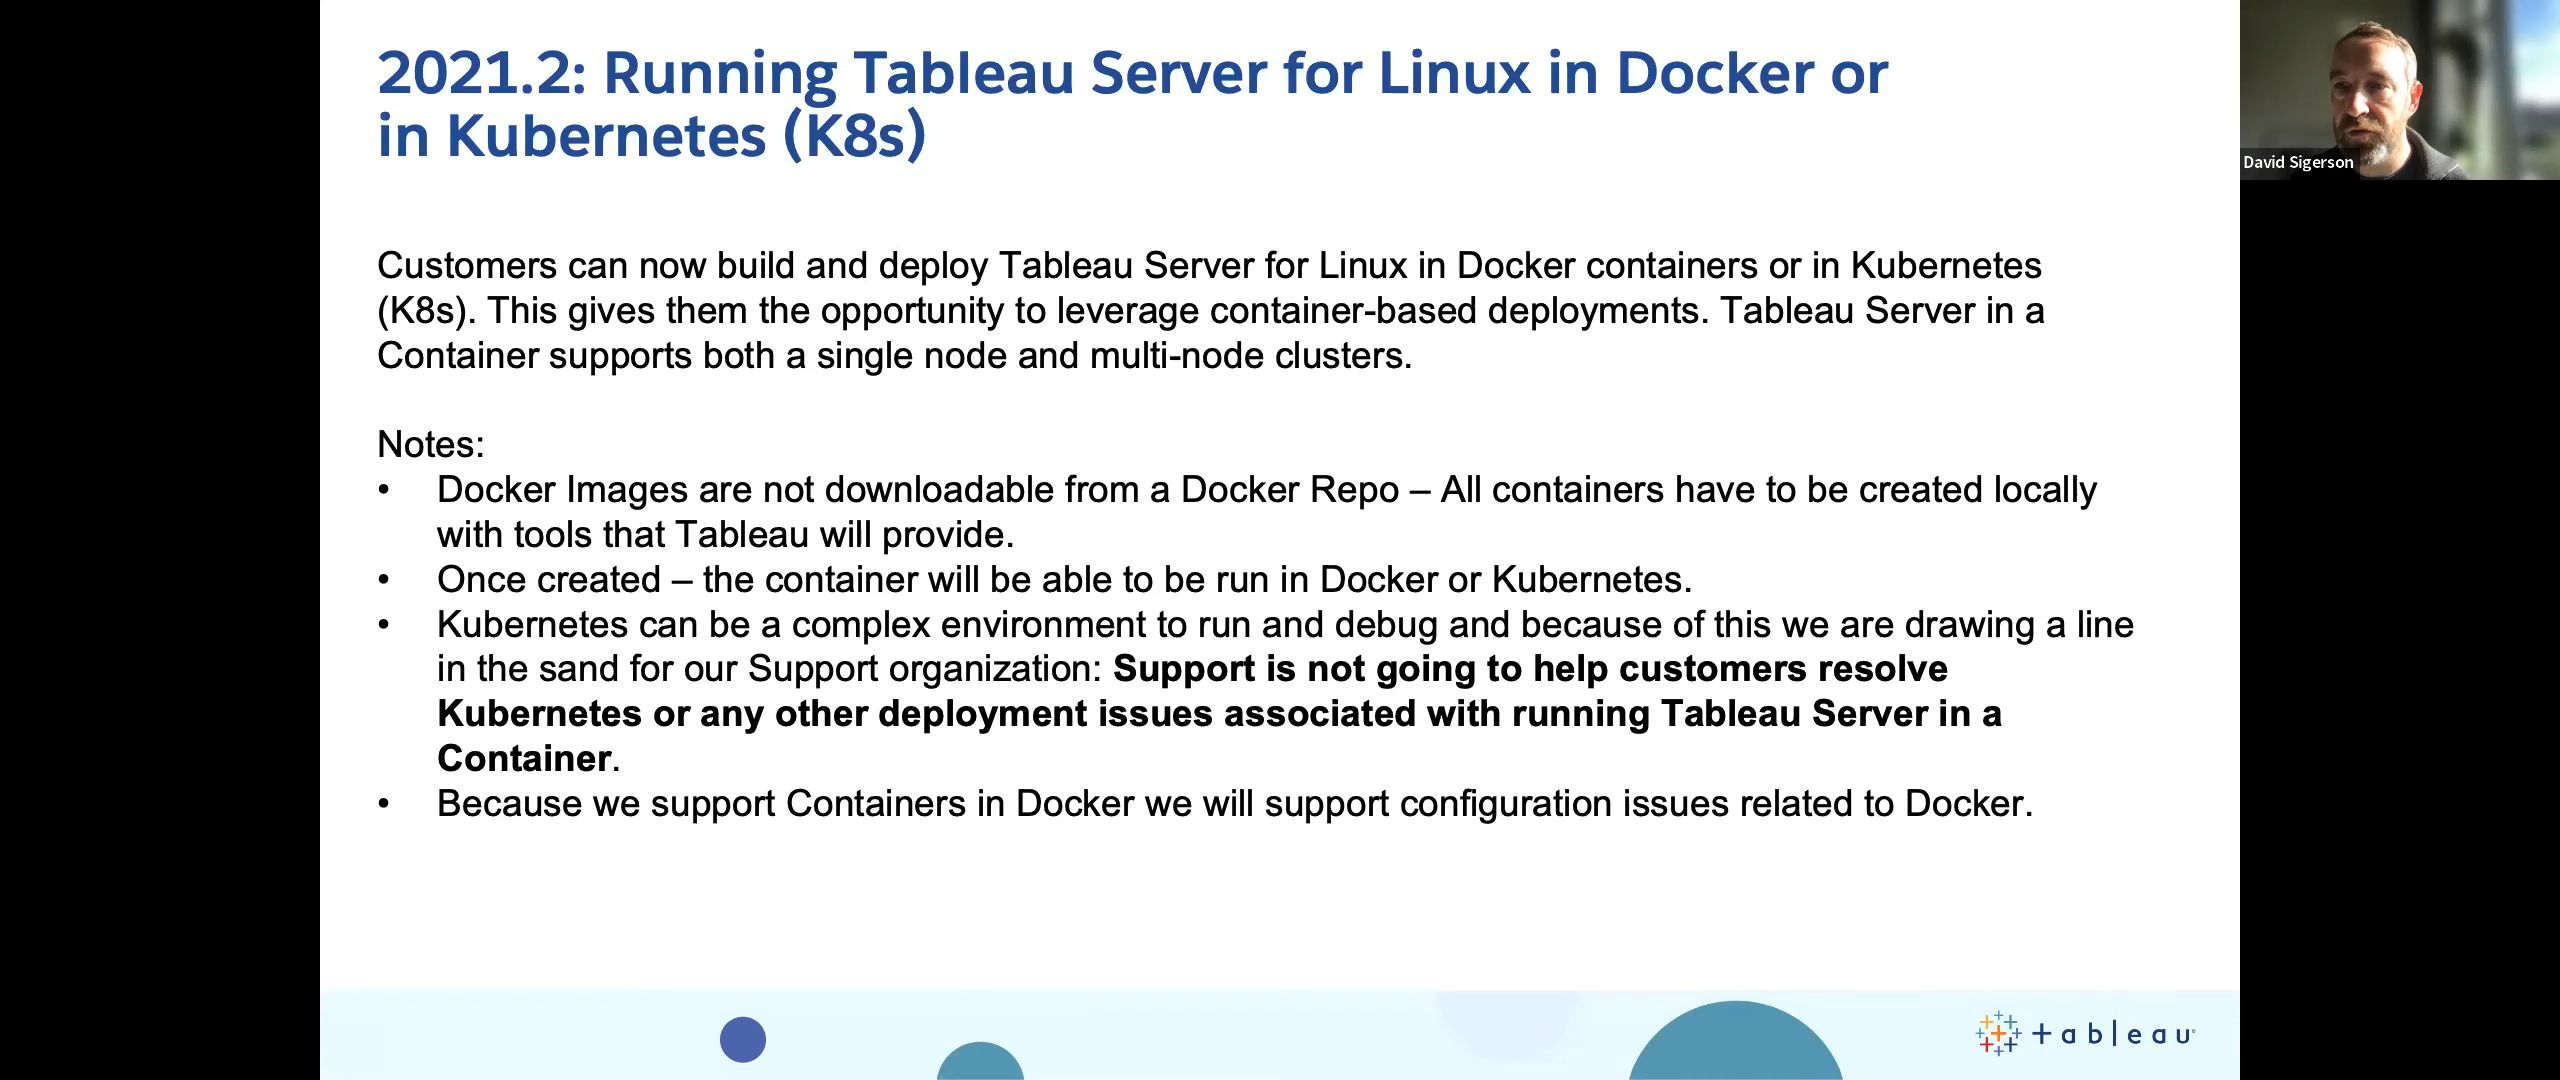 2021.2: Running Tableau Server for Linux in Docker or
in Kubernetes (K8s)
David Sigerson
Customers can now build and deploy Tableau Server for Linux in Docker containers or in Kubernetes
(K8s). This gives them the opportunity to leverage container-based deployments. Tableau Server in a
Container supports both a single node and multi-node clusters.
Notes:
• Docker Images are not downloadable from a Docker Repo – All containers have to be created locally
with tools that Tableau will provide.
• Once created – the container will be able to be run in Docker or Kubernetes.
• Kubernetes can be a complex environment to run and debug and because of this we are drawing a line
in the sand for our Support organization: Support is not going to help customers resolve
Kubernetes or any other deployment issues associated with running Tableau Server in a
Container.
• Because we support Containers in Docker we will support configuration issues related to Docker.
tableau